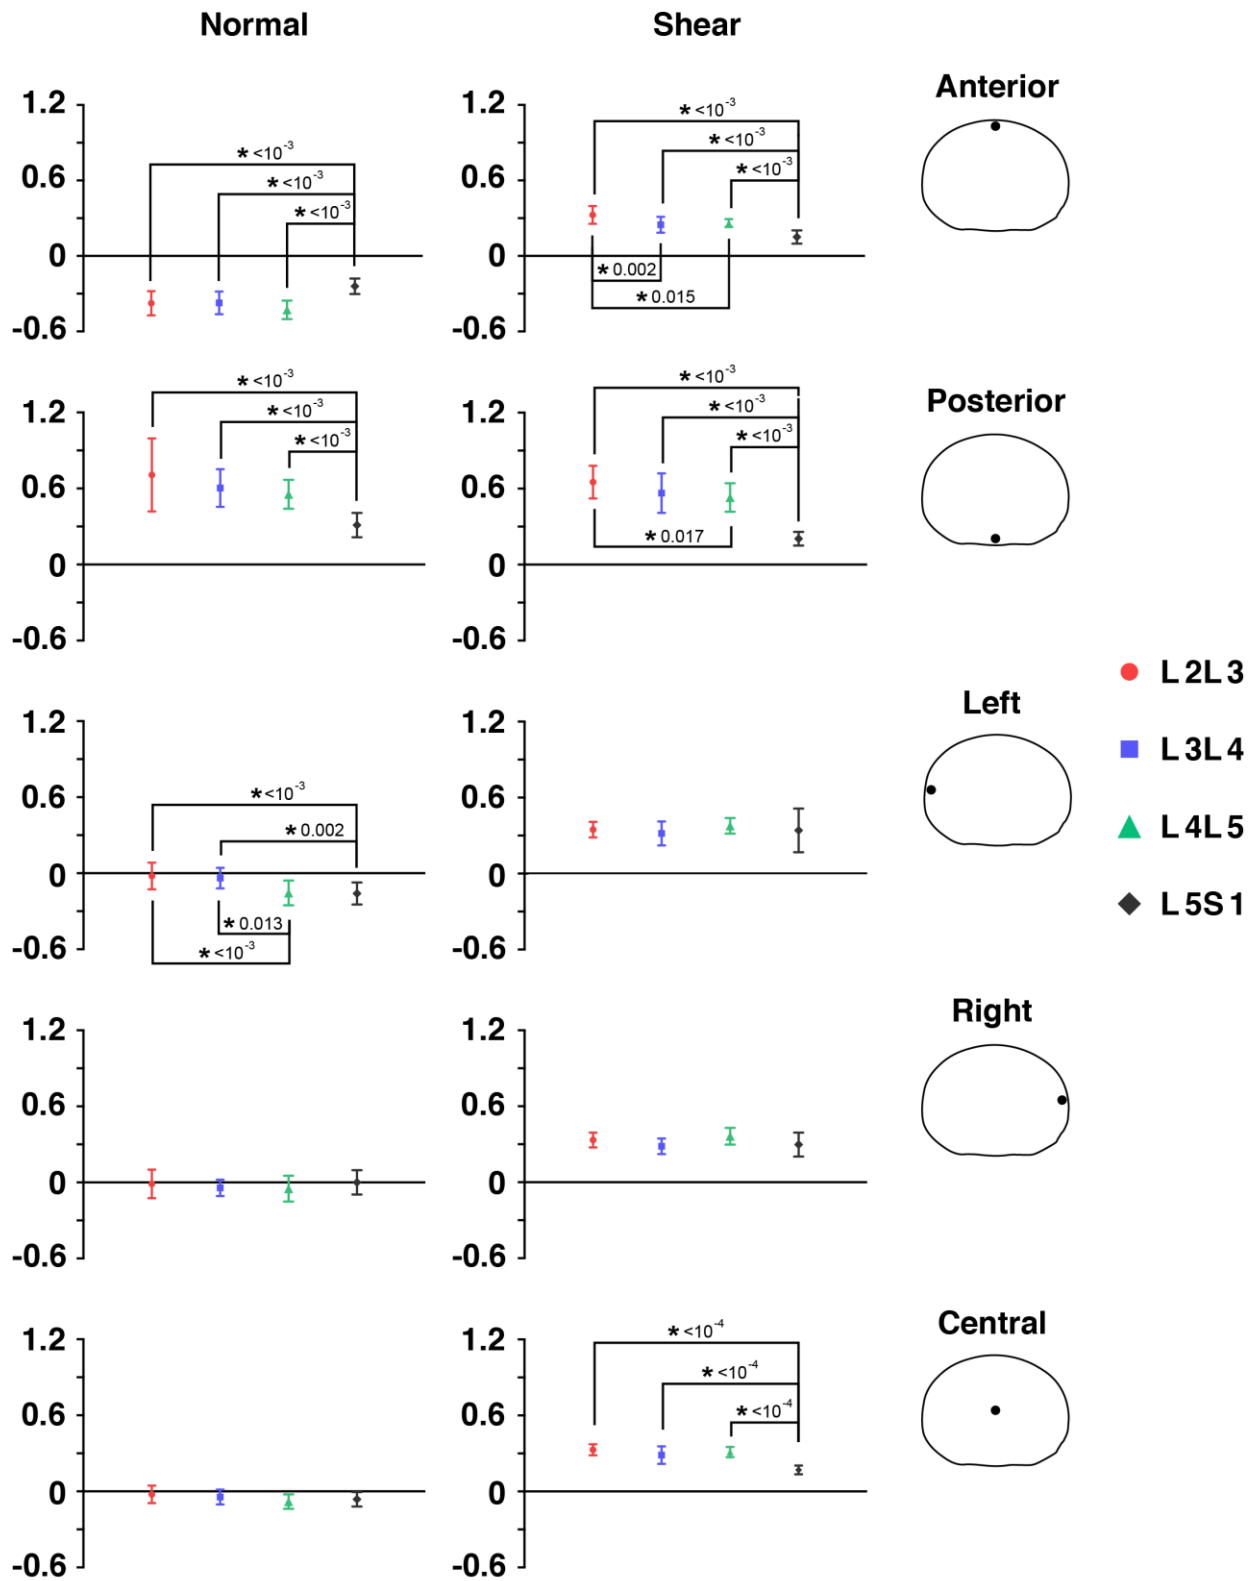 Normal Shear
Anterior
1.2 1.2
* <10-3 * <10-3
* <10-3 * <10-3
0.6 0.6
* <10-3 * <10-3
0 0
* 0.002
* 0.015
-0.6 -0.6
Posterior
* <10-3 * <10-3
1.2 1.2
* <10-3 * <10-3
* <10-3 * <10-3
0.6 0.6
* 0.017
0 0
-0.6 -0.6
L2L3
L3L4
L4L5
L5S1
Left
1.2 1.2
* <10-3
0.6 0.6
* 0.002
0 0
* 0.013
* <10-3
-0.6 -0.6
Right
1.2 1.2
0.6 0.6
0 0
-0.6 -0.6
Central
1.2 1.2
* <10-4
* <10-4
* <10-4
0.6 0.6
0 0
-0.6 -0.6